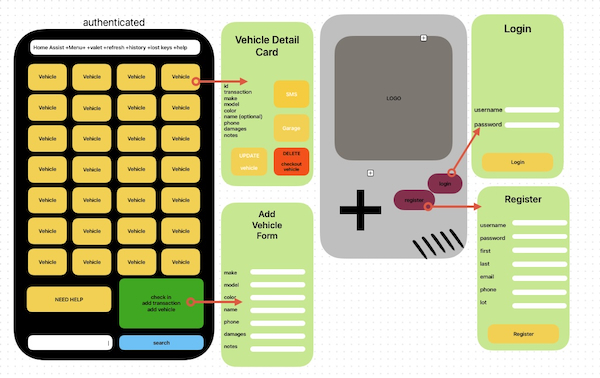 authenticated
Home Assist +Menu+ +valet +refresh +history +lost keys +help
Vehicle Vehicle Vehicle Vehicle
Vehicle Vehicle Vehicle Vehicle
Vehicle Vehicle Vehicle Vehicle
Vehicle Vehicle Vehicle Vehicle
Vehicle Vehicle Vehicle Vehicle
Vehicle Vehicle Vehicle Vehicle
Vehicle Vehicle Vehicle Vehicle
NEED HELP
check in
add transaction
add vehicle
search
Vehicle Detail
Card
id
transaction
make
model
color
name (optional)
phone
damages
notes
SMS
Garage
UPDATE
vehicle
DELETE
checkout
vehicle
Add
Vehicle
Form
make
model
color
name
phone
damages
notes
LOGO
login
register
Login
username
password
Login
Register
username
password
first
last
email
phone
lot
Register